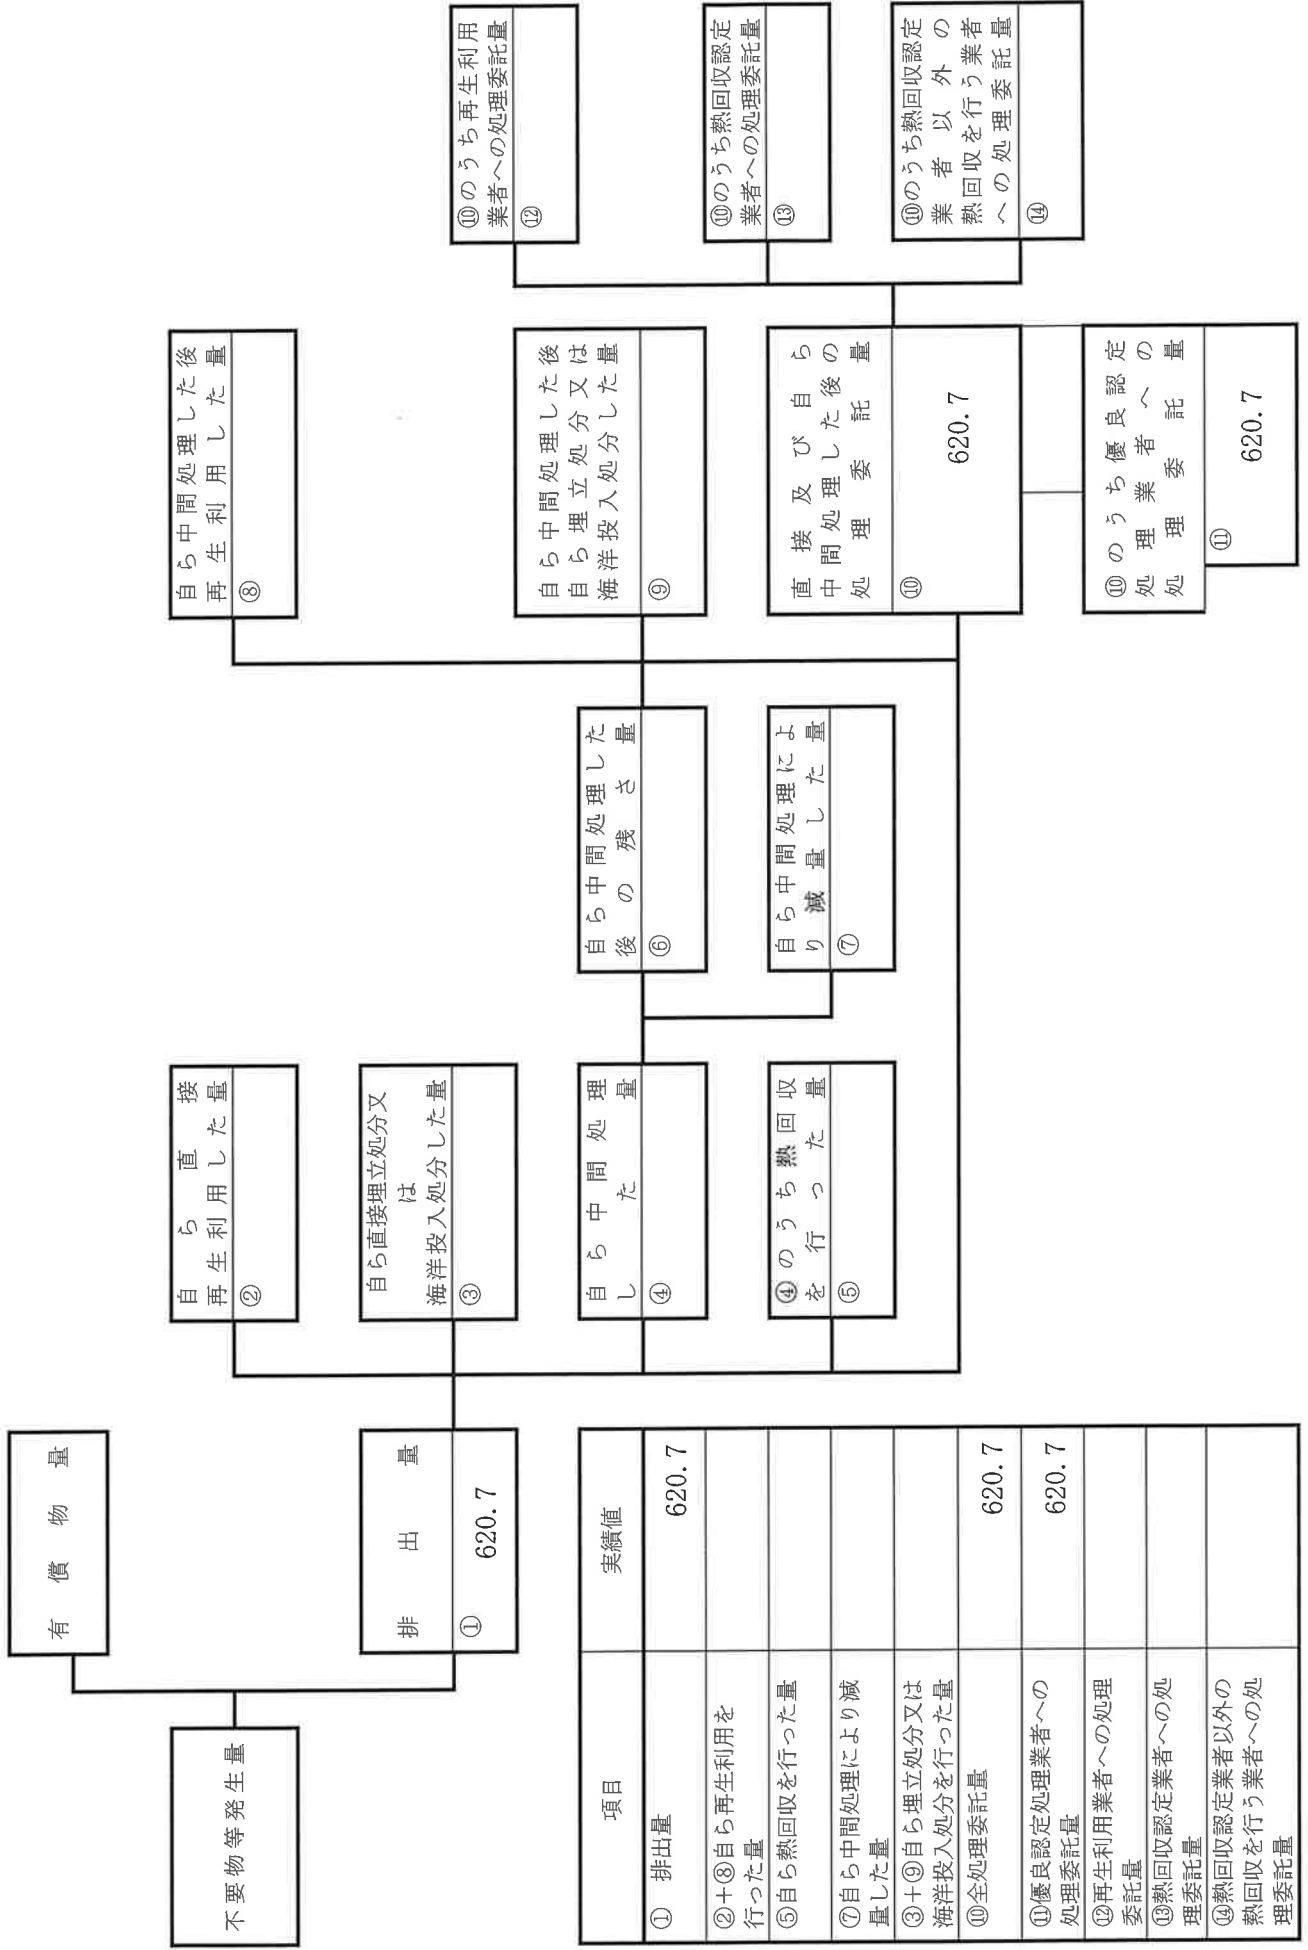 有償物量
不要物等発生量
排出量
① 620.7
自ら直接
再生利用した量
②
自ら直接埋立処分又
は
海洋投入処分した量
③
自ら中間処理
した量
④
④のうち熱回収
を行った量
⑤
自ら中間処理した
後の残さ量
⑥
自ら中間処理によ
り減量した量
⑦
自ら中間処理した後
再生利用した量
⑧
自ら中間処理した後
自ら埋立処分又は
海洋投入処分した量
⑨
直接及び自ら
中間処理した後の
処理委託量
⑩ 620.7
⑩のうち優良認定
処理業者への
処理委託量
⑪ 620.7
⑩のうち再生利用
業者への処理委託量
⑫
⑩のうち熱回収認定
業者への処理委託量
⑬
⑩のうち熱回収認定
業者以外の
熱回収を行う業者
への処理委託量
⑭
項目 実績値
① 排出量 620.7
②+⑧自ら再生利用を
行った量
⑤自ら熱回収を行った量
⑦自ら中間処理により減
量した量
③+⑨自ら埋立処分又は
海洋投入処分を行った量
⑩全処理委託量 620.7
⑪優良認定処理業者への
処理委託量 620.7
⑫再生利用業者への処理
委託量
⑬熱回収認定業者への処
理委託量
⑭熱回収認定業者以外の
熱回収を行う業者への処
理委託量